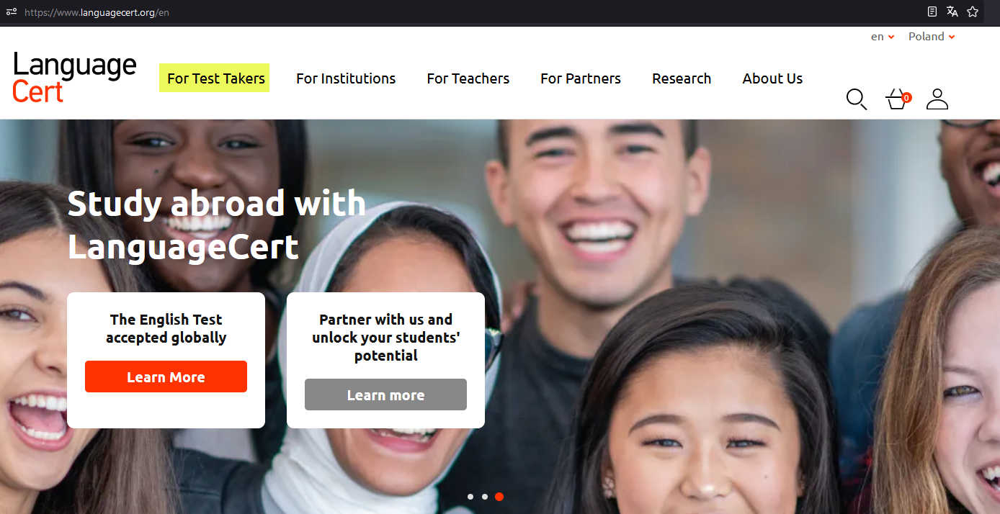 https://www.languagecert.org/en
en
Poland
Language
Cert
For Test Takers
For Institutions
For Teachers
For Partners
Research
About Us
0
Study abroad with
LanguageCert
The English Test
accepted globally
Learn More
Partner with us and
unlock your students'
potential
Learn more